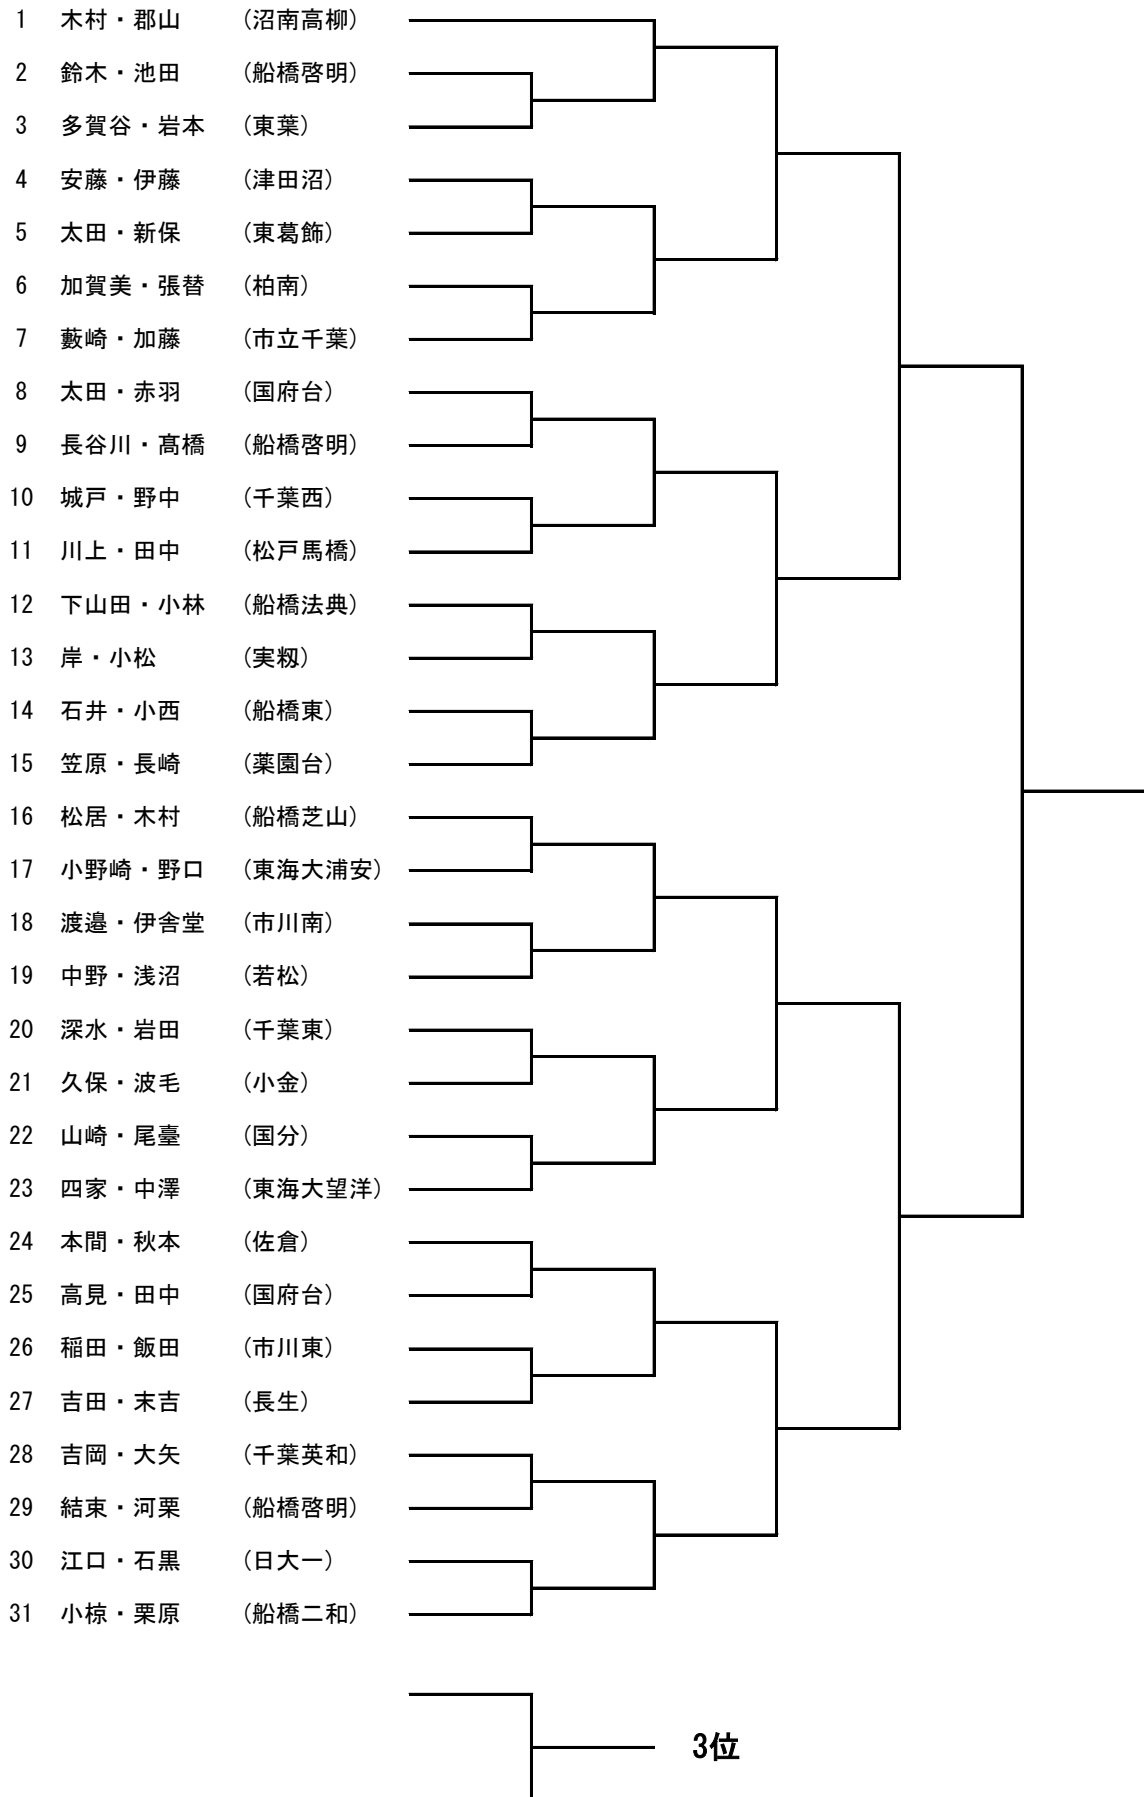 1 木村・郡山 (沼南高柳)
2 鈴木・池田 (船橋啓明)
3 多賀谷・岩本 (東葉)
4 安藤・伊藤 (津田沼)
5 太田・新保 (東葛飾)
6 加賀美・張替 (柏南)
7 藪崎・加藤 (市立千葉)
8 太田・赤羽 (国府台)
9 長谷川・髙橋 (船橋啓明)
10 城戸・野中 (千葉西)
11 川上・田中 (松戸馬橋)
12 下山田・小林 (船橋法典)
13 岸・小松 (実籾)
14 石井・小西 (船橋東)
15 笠原・長崎 (薬園台)
16 松居・木村 (船橋芝山)
17 小野崎・野口 (東海大浦安)
18 渡邉・伊舎堂 (市川南)
19 中野・浅沼 (若松)
20 深水・岩田 (千葉東)
21 久保・波毛 (小金)
22 山崎・尾臺 (国分)
23 四家・中澤 (東海大望洋)
24 本間・秋本 (佐倉)
25 高見・田中 (国府台)
26 稲田・飯田 (市川東)
27 吉田・末吉 (長生)
28 吉岡・大矢 (千葉英和)
29 結束・河栗 (船橋啓明)
30 江口・石黒 (日大一)
31 小椋・栗原 (船橋二和)
3位